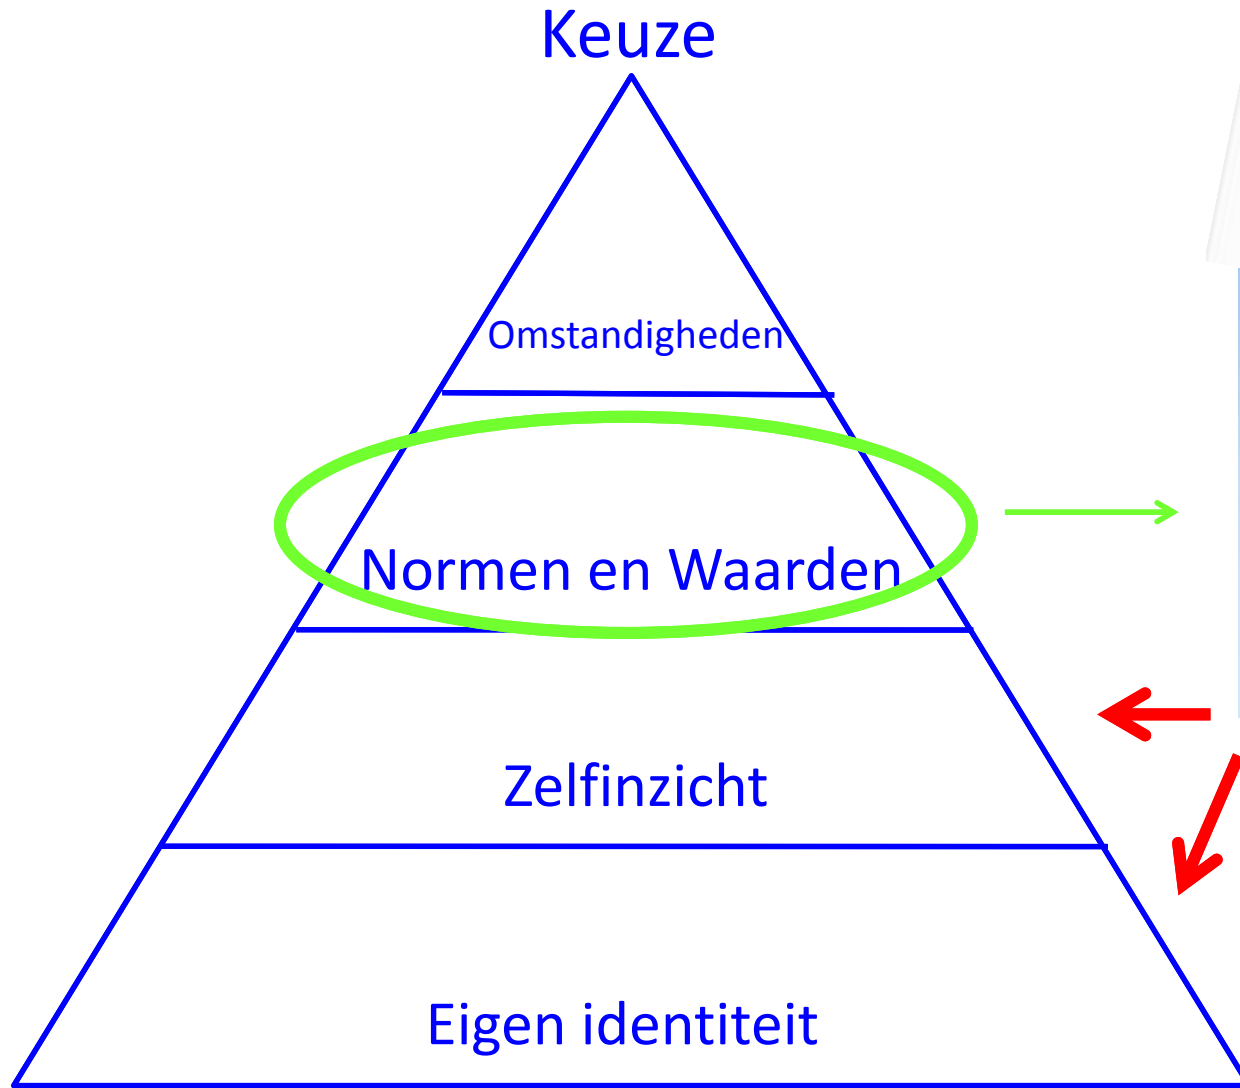 Keuze
Omstandigheden
Normen en Waarden
Zelfinzicht
Eigen identiteit